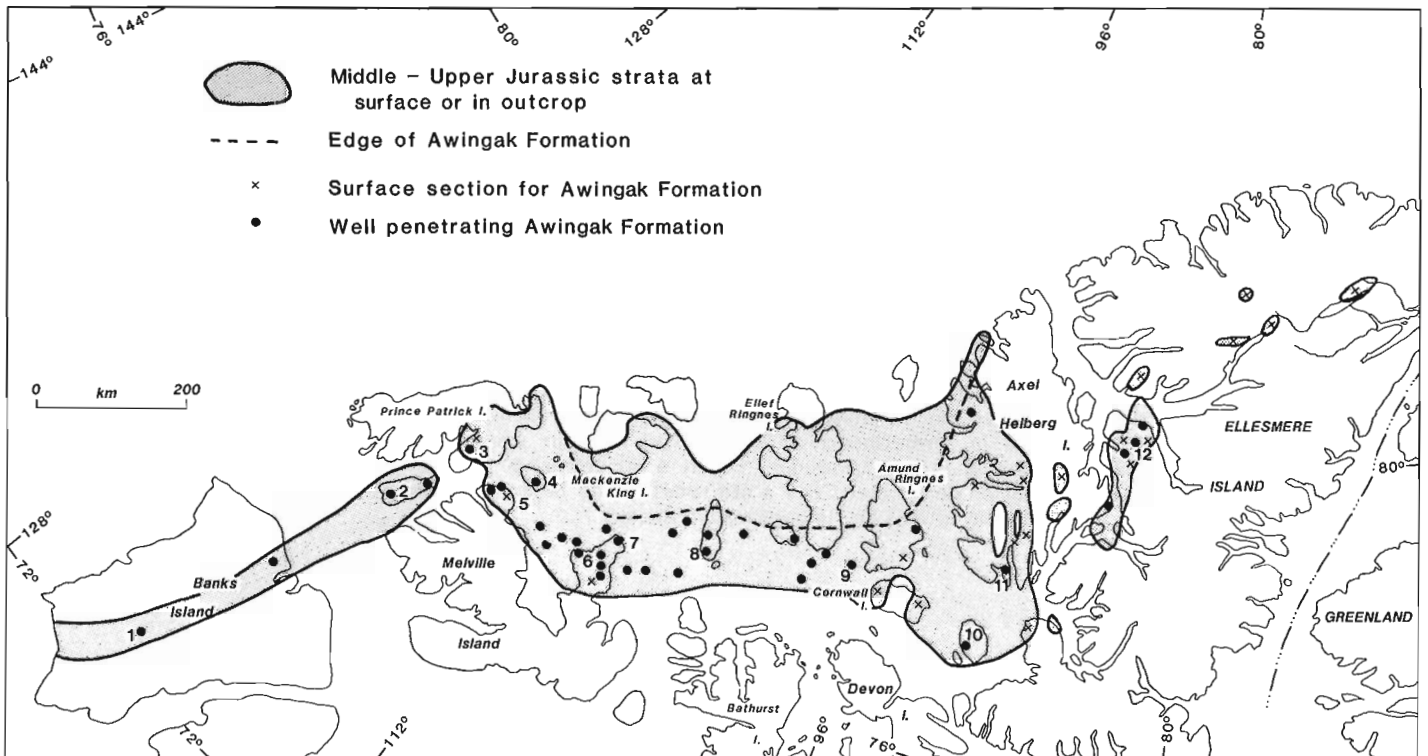 76°
144°
80°
128°
112°
96°
80°
144°
Middle - Upper Jurassic strata at
surface or in outcrop
Edge of Awingak Formation
Surface section for Awingak Formation
Well penetrating Awingak Formation
0 km 200
Prince Patrick I.
3
Ellef
Ringnes
I.
Axel
Heiberg
I.
ELLESMERE
ISLAND
12
80°
2
4
5
Mackenzie
King I.
Amund
Ringnes
I.
128°
72°
Melville
Island
6
7
8
9
Cornwall
I.
11
10
Banks
Island
1
GREENLAND
Bathurst
I.
Devon
I.
72°
112°
96°
76°
80°